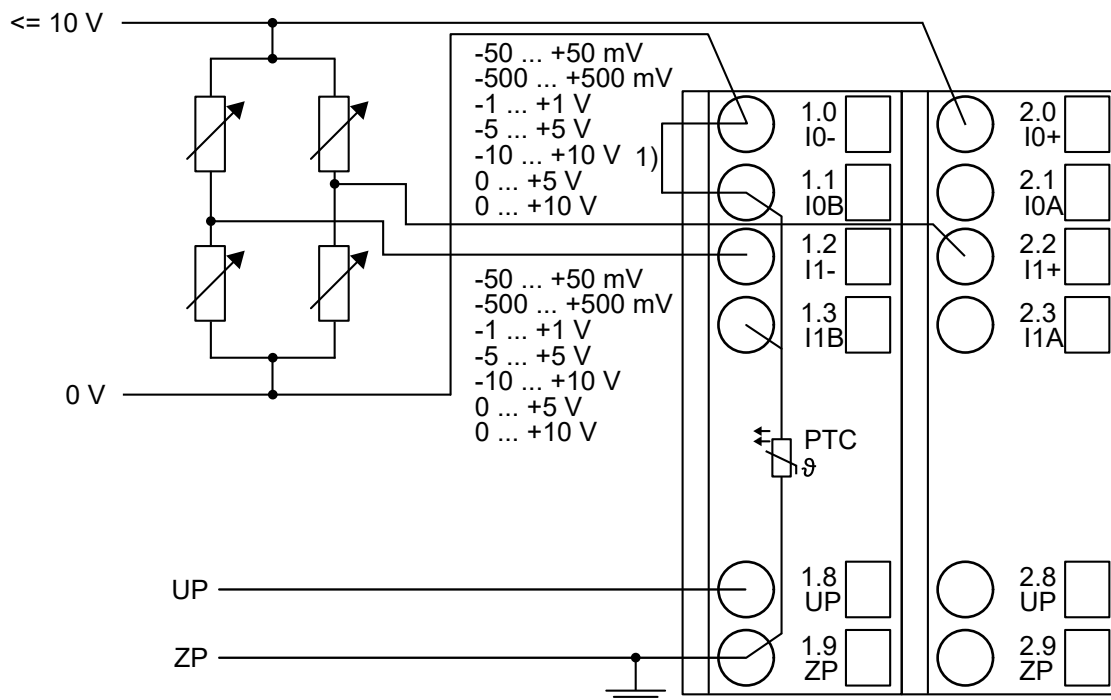 <= 10 V
-50 ... +50 mV
-500 ... +500 mV
-1 ... +1 V
-5 ... +5 V
-10 ... +10 V
0 ... +5 V
0 ... +10 V
1)
1.0
I0-
2.0
I0+
1.1
I0B
2.1
I0A
1.2
I1-
2.2
I1+
1.3
I1B
2.3
I1A
-50 ... +50 mV
-500 ... +500 mV
-1 ... +1 V
-5 ... +5 V
-10 ... +10 V
0 ... +5 V
0 ... +10 V
0 V
PTC
ϑ
UP
1.8
UP
2.8
UP
ZP
1.9
ZP
2.9
ZP